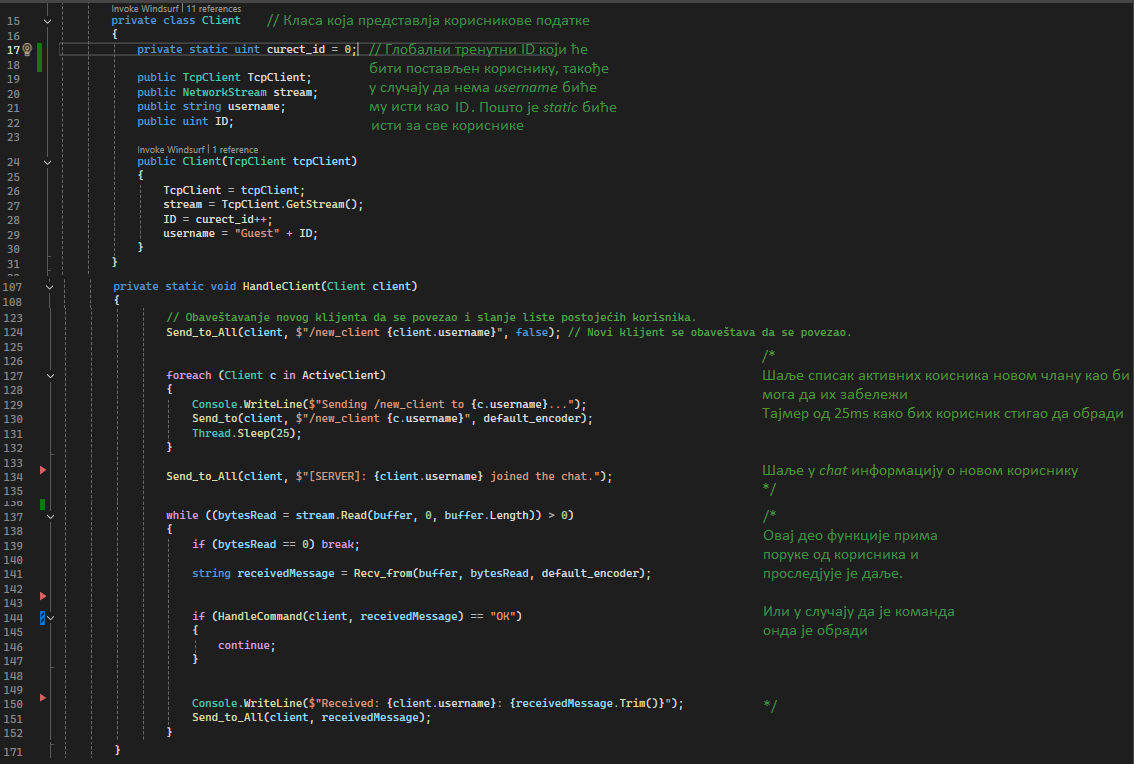 Invoke Windsurf | 11 references
15 private class Client // Класа која представлја корисникове податке
16 {
17 private static uint curect_id = 0; // Глобални тренутни ID који ће
18 бити постављен кориснику, такође
19 public TcpClient TcpClient;
20 public NetworkStream stream; у случају да нема username биће
21 public string username; му исти као ID. Пошто је static биће
22 public uint ID; исти за све кориснике
23
Invoke Windsurf | 1 reference
24 public Client(TcpClient tcpClient)
25 {
26 TcpClient = tcpClient;
27 stream = TcpClient.GetStream();
28 ID = curect_id++;
29 username = "Guest" + ID;
30 }
31 }
107 private static void HandleClient(Client client)
108 {
123 // Obaveštavanje novog klijenta da se povezao i slanje liste postojećih korisnika.
124 Send_to_All(client, $"/new_client {client.username}", false); // Novi klijent se obaveštava da se povezao.
125
126 /*
127 foreach (Client c in ActiveClient) Шаље списак активних коисника новом члану као би
128 { мога да их забележи
129 Console.WriteLine($"Sending /new_client to {c.username}...");
130 Send_to(client, $"/new_client {c.username}", default_encoder); Тајмер од 25ms како бих корисник стигао да обради
131 Thread.Sleep(25);
132 }
133
134 Send_to_All(client, $"[SERVER]: {client.username} joined the chat."); Шаље у chat информацију о новом кориснику
135 */
136
137 while ((bytesRead = stream.Read(buffer, 0, buffer.Length)) > 0) /*
138 { Овај део функције прима
139 if (bytesRead == 0) break; поруке од корисника и
140
141 string receivedMessage = Recv_from(buffer, bytesRead, default_encoder); проследјује је даље.
142
143
144 if (HandleCommand(client, receivedMessage) == "OK") Или у случају да је команда
145 { онда је обради
146 continue;
147 }
148
149
150 Console.WriteLine($"Received: {client.username}: {receivedMessage.Trim()}"); */
151 Send_to_All(client, receivedMessage);
152 }
171 }